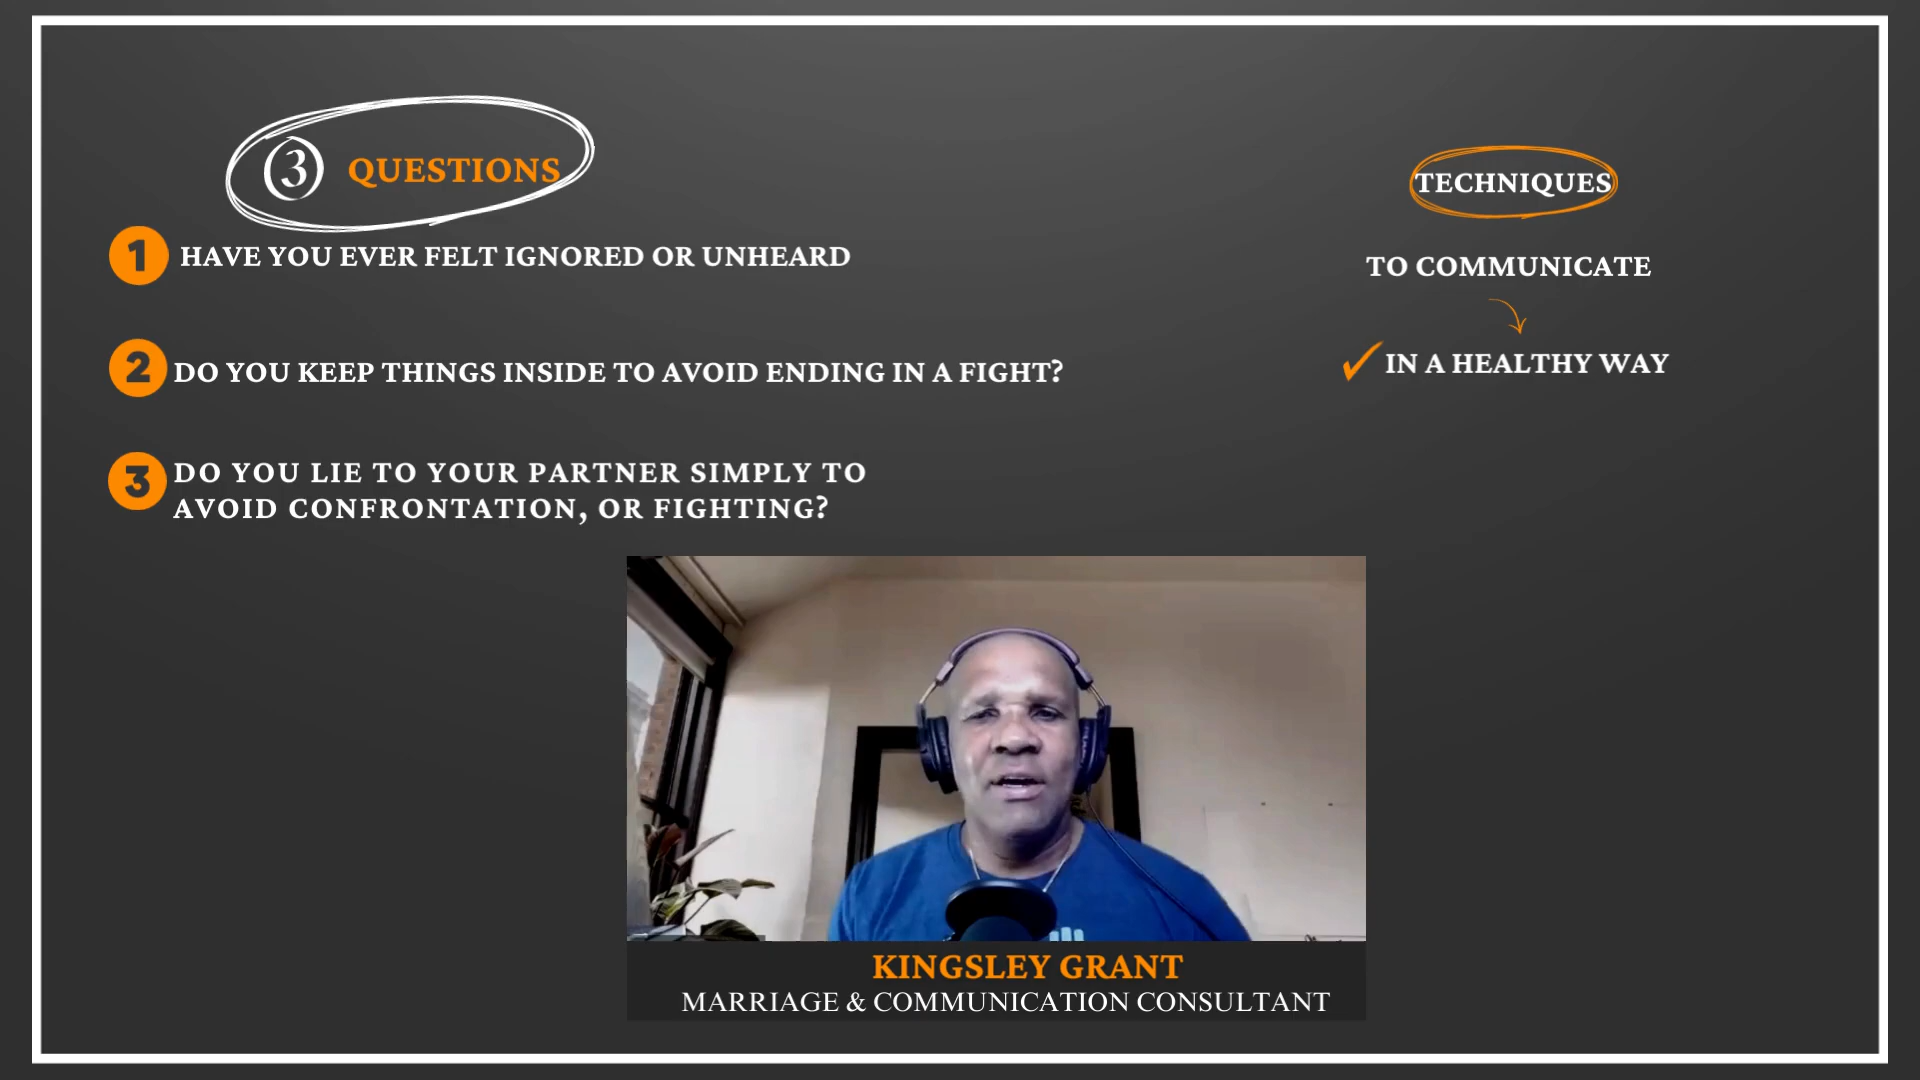 3 QUESTIONS
1 HAVE YOU EVER FELT IGNORED OR UNHEARD
2 DO YOU KEEP THINGS INSIDE TO AVOID ENDING IN A FIGHT?
3 DO YOU LIE TO YOUR PARTNER SIMPLY TO
AVOID CONFRONTATION, OR FIGHTING?
TECHNIQUES
TO COMMUNICATE
IN A HEALTHY WAY
KINGSLEY GRANT
MARRIAGE & COMMUNICATION CONSULTANT